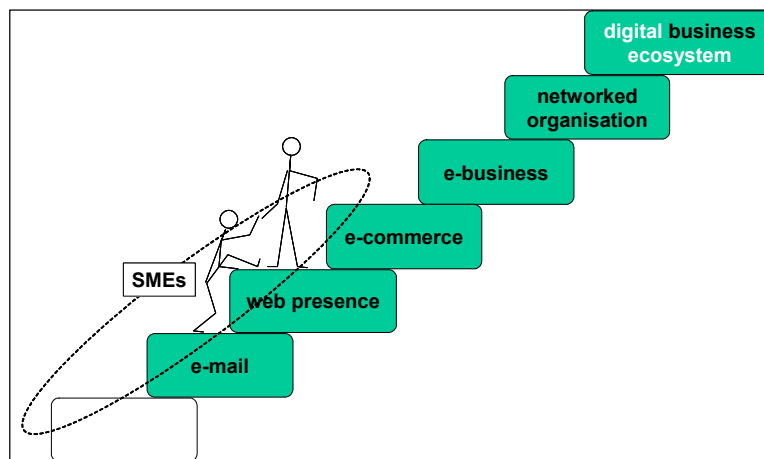 digital business
ecosystem
networked
organisation
e-business
e-commerce
SMEs
web presence
e-mail